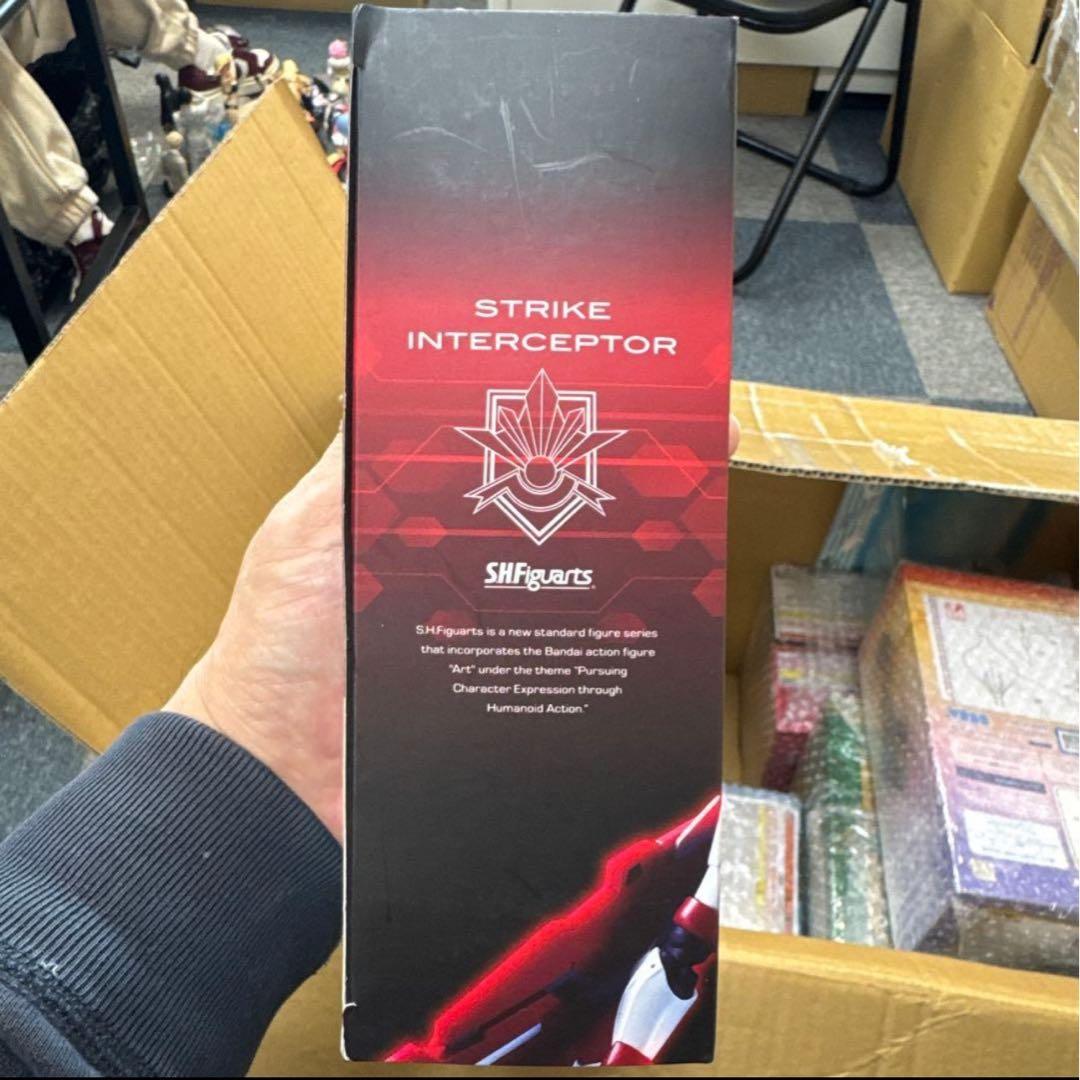 STRIKE
INTERCEPTOR
S.H.Figuarts
S.H.Figuarts is a new standard figure series
that incorporates the Bandai action figure
"Art" under the theme "Pursuing
Character Expression through
Humanoid Action."